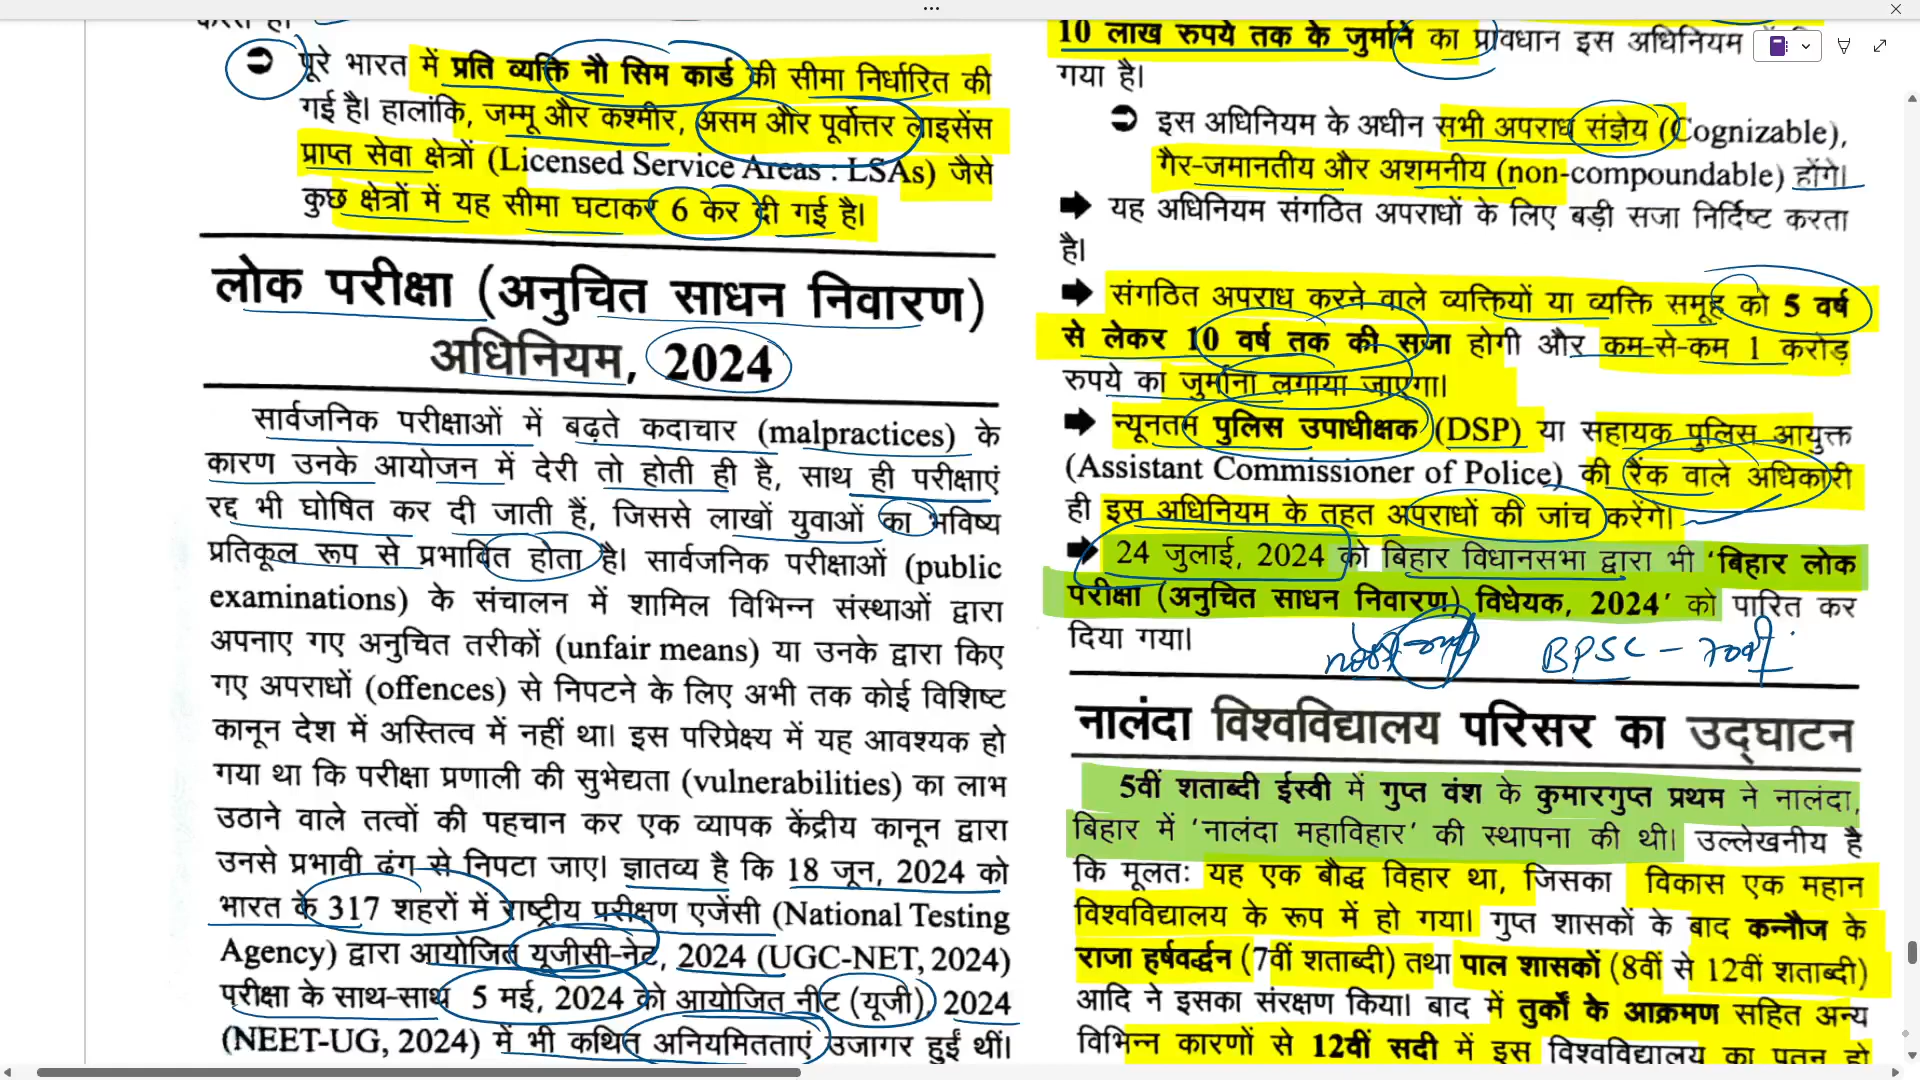 करते हैं।
पूरे भारत में प्रति व्यक्ति नौ सिम कार्ड की सीमा निर्धारित की
गई है। हालांकि, जम्मू और कश्मीर, असम और पूर्वोत्तर लाइसेंस
प्राप्त सेवा क्षेत्रों (Licensed Service Areas : LSAs) जैसे
कुछ क्षेत्रों में यह सीमा घटाकर 6 कर दी गई है।
लोक परीक्षा (अनुचित साधन निवारण)
अधिनियम, 2024
सार्वजनिक परीक्षाओं में बढ़ते कदाचार (malpractices) के
कारण उनके आयोजन में देरी तो होती ही है, साथ ही परीक्षाएं
रद्द भी घोषित कर दी जाती हैं, जिससे लाखों युवाओं का भविष्य
प्रतिकूल रूप से प्रभावित होता है। सार्वजनिक परीक्षाओं (public
examinations) के संचालन में शामिल विभिन्न संस्थाओं द्वारा
अपनाए गए अनुचित तरीकों (unfair means) या उनके द्वारा किए
गए अपराधों (offences) से निपटने के लिए अभी तक कोई विशिष्ट
कानून देश में अस्तित्व में नहीं था। इस परिप्रेक्ष्य में यह आवश्यक हो
गया था कि परीक्षा प्रणाली की सुभेद्यता (vulnerabilities) का लाभ
उठाने वाले तत्वों की पहचान कर एक व्यापक केंद्रीय कानून द्वारा
उनसे प्रभावी ढंग से निपटा जाए। ज्ञातव्य है कि 18 जून, 2024 को
भारत के 317 शहरों में राष्ट्रीय परीक्षण एजेंसी (National Testing
Agency) द्वारा आयोजित यूजीसी-नेट, 2024 (UGC-NET, 2024)
परीक्षा के साथ-साथ 5 मई, 2024 को आयोजित नीट (यूजी), 2024
(NEET-UG, 2024) में भी कथित अनियमितताएं उजागर हुईं थीं।
10 लाख रुपये तक के जुर्माने का प्रावधान इस अधिनियम में
गया है।
इस अधिनियम के अधीन सभी अपराध संज्ञेय (Cognizable),
गैर-जमानतीय और अशमनीय (non-compoundable) होंगे।
यह अधिनियम संगठित अपराधों के लिए बड़ी सजा निर्दिष्ट करता
है।
संगठित अपराध करने वाले व्यक्तियों या व्यक्ति समूह को 5 वर्ष
से लेकर 10 वर्ष तक की सजा होगी और कम-से-कम 1 करोड़
रुपये का जुर्माना लगाया जाएगा।
न्यूनतम पुलिस उपाधीक्षक (DSP) या सहायक पुलिस आयुक्त
(Assistant Commissioner of Police) की रैंक वाले अधिकारी
ही इस अधिनियम के तहत अपराधों की जांच करेंगे।
24 जुलाई, 2024 को बिहार विधानसभा द्वारा भी 'बिहार लोक
परीक्षा (अनुचित साधन निवारण) विधेयक, 2024' को पारित कर
दिया गया।
BPSC –
नालंदा विश्वविद्यालय परिसर का उद्घाटन
5वीं शताब्दी ईस्वी में गुप्त वंश के कुमारगुप्त प्रथम ने नालंदा,
बिहार में 'नालंदा महाविहार' की स्थापना की थी। उल्लेखनीय है
कि मूलतः यह एक बौद्ध विहार था, जिसका विकास एक महान
विश्वविद्यालय के रूप में हो गया। गुप्त शासकों के बाद कन्नौज के
राजा हर्षवर्द्धन (7वीं शताब्दी) तथा पाल शासकों (8वीं से 12वीं शताब्दी)
आदि ने इसका संरक्षण किया। बाद में तुर्कों के आक्रमण सहित अन्य
विभिन्न कारणों से 12वीं सदी में इस विश्वविद्यालय का पतन हो